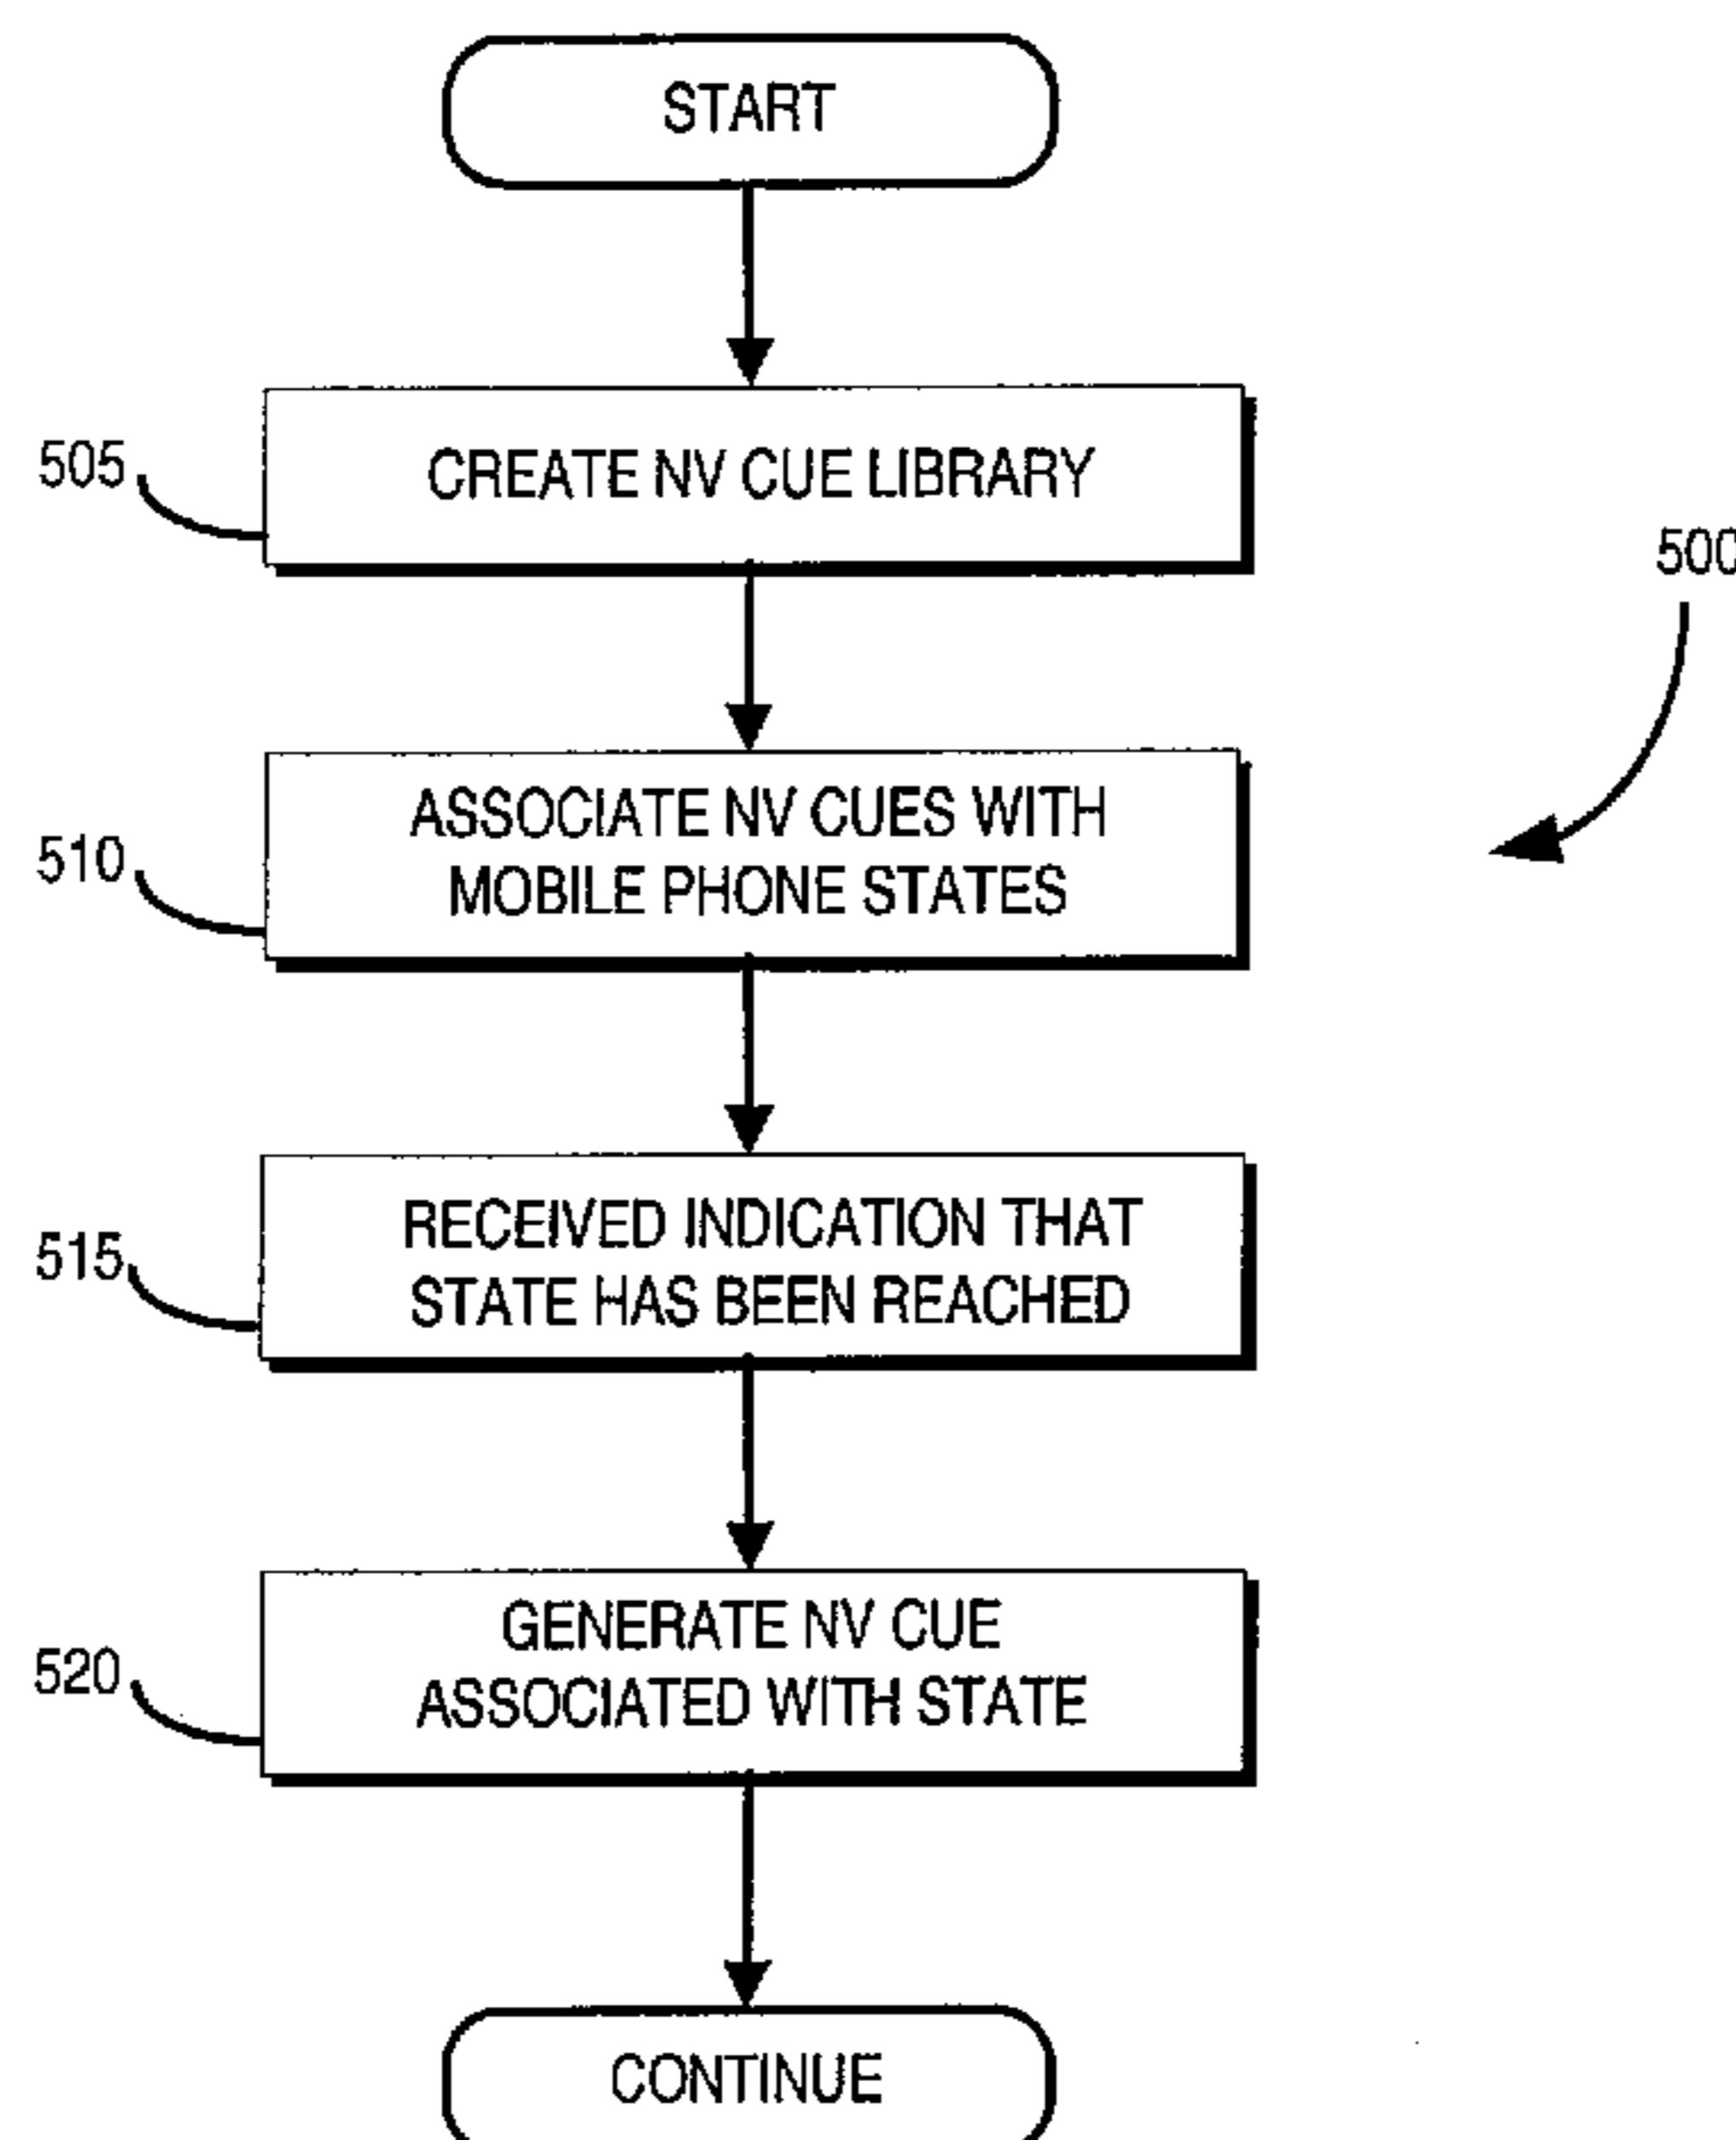 START
505
CREATE NV CUE LIBRARY
500
510
ASSOCIATE NV CUES WITH
MOBILE PHONE STATES
515
RECEIVED INDICATION THAT
STATE HAS BEEN REACHED
520
GENERATE NV CUE
ASSOCIATED WITH STATE
CONTINUE